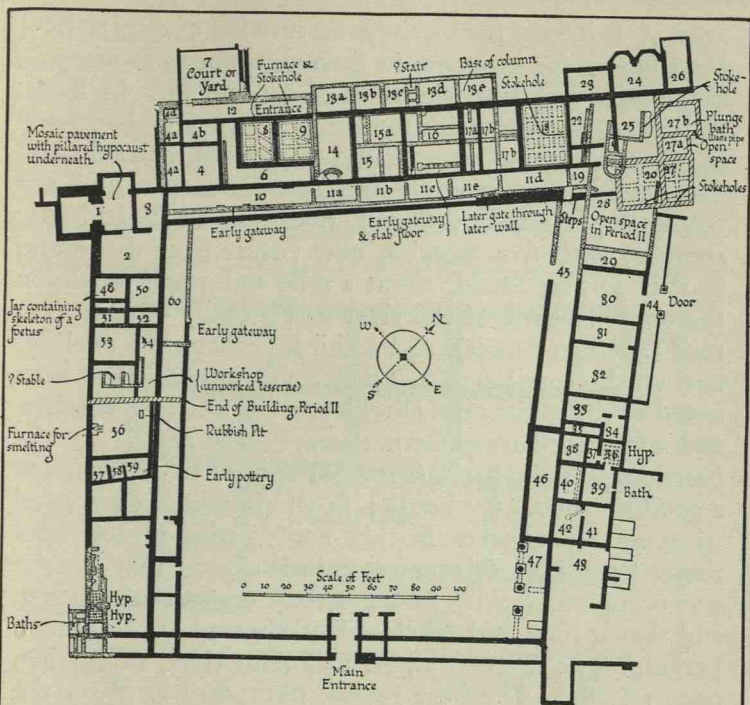 7
Court or
Yard
Furnace &
Stokehole
Entrance
12
? Stair
Base of column
Stokehole
Stoke-
hole
13a
13b
13c
13d
13e
23
24
26
22
25
27b
Plunge
bath
27a
Open
space
Stokeholes
Mosaic pavement
with pillared hypocaust
underneath
4a
4a
4b
4a
4
8
9
6
14
15a
15
16
17a
17b
17b
18
19
20
27
1
3
10
11a
11b
11c
11e
11d
28
Open space
in Period II
Early gateway
Early gateway
& slab floor
Later gate through
later wall
Steps
2
29
45
48
50
60
30
44
Door
Jar containing
skeleton of a
foetus
51
52
Early gateway
53
54
31
W
N
S
E
? Stable
Workshop
(unworked tesserae)
32
End of Building, Period II
Rubbish Pit
33
Furnace for
smelting
56
35
34
38
37
36
Hyp.
57
58
59
Early pottery
46
40
39
Bath
42
41
Scale of Feet
0 10 20 30 40 50 60 70 80 90 100
47
43
Hyp.
Hyp.
Baths
Main
Entrance